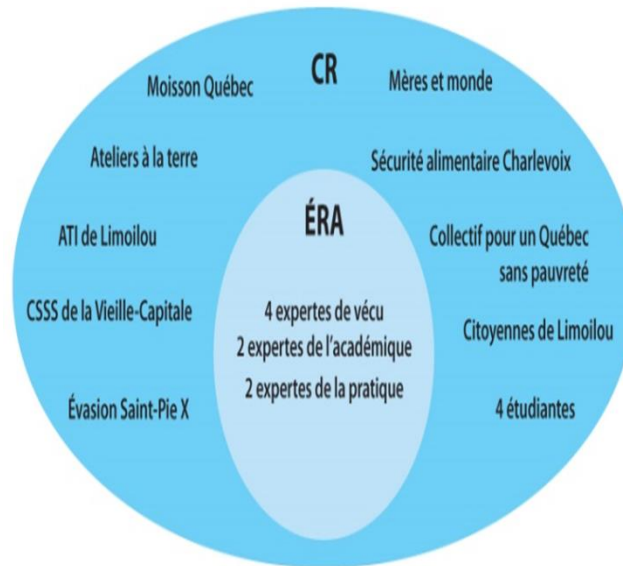 CR
Moisson Québec
Mères et monde
Ateliers à la terre
Sécurité alimentaire Charlevoix
ÉRA
ATI de Limoilou
Collectif pour un Québec
sans pauvreté
4 expertes de vécu
CSSS de la Vieille-Capitale
Citoyennes de Limoilou
2 expertes de l'académique
2 expertes de la pratique
Évasion Saint-Pie X
4 étudiantes